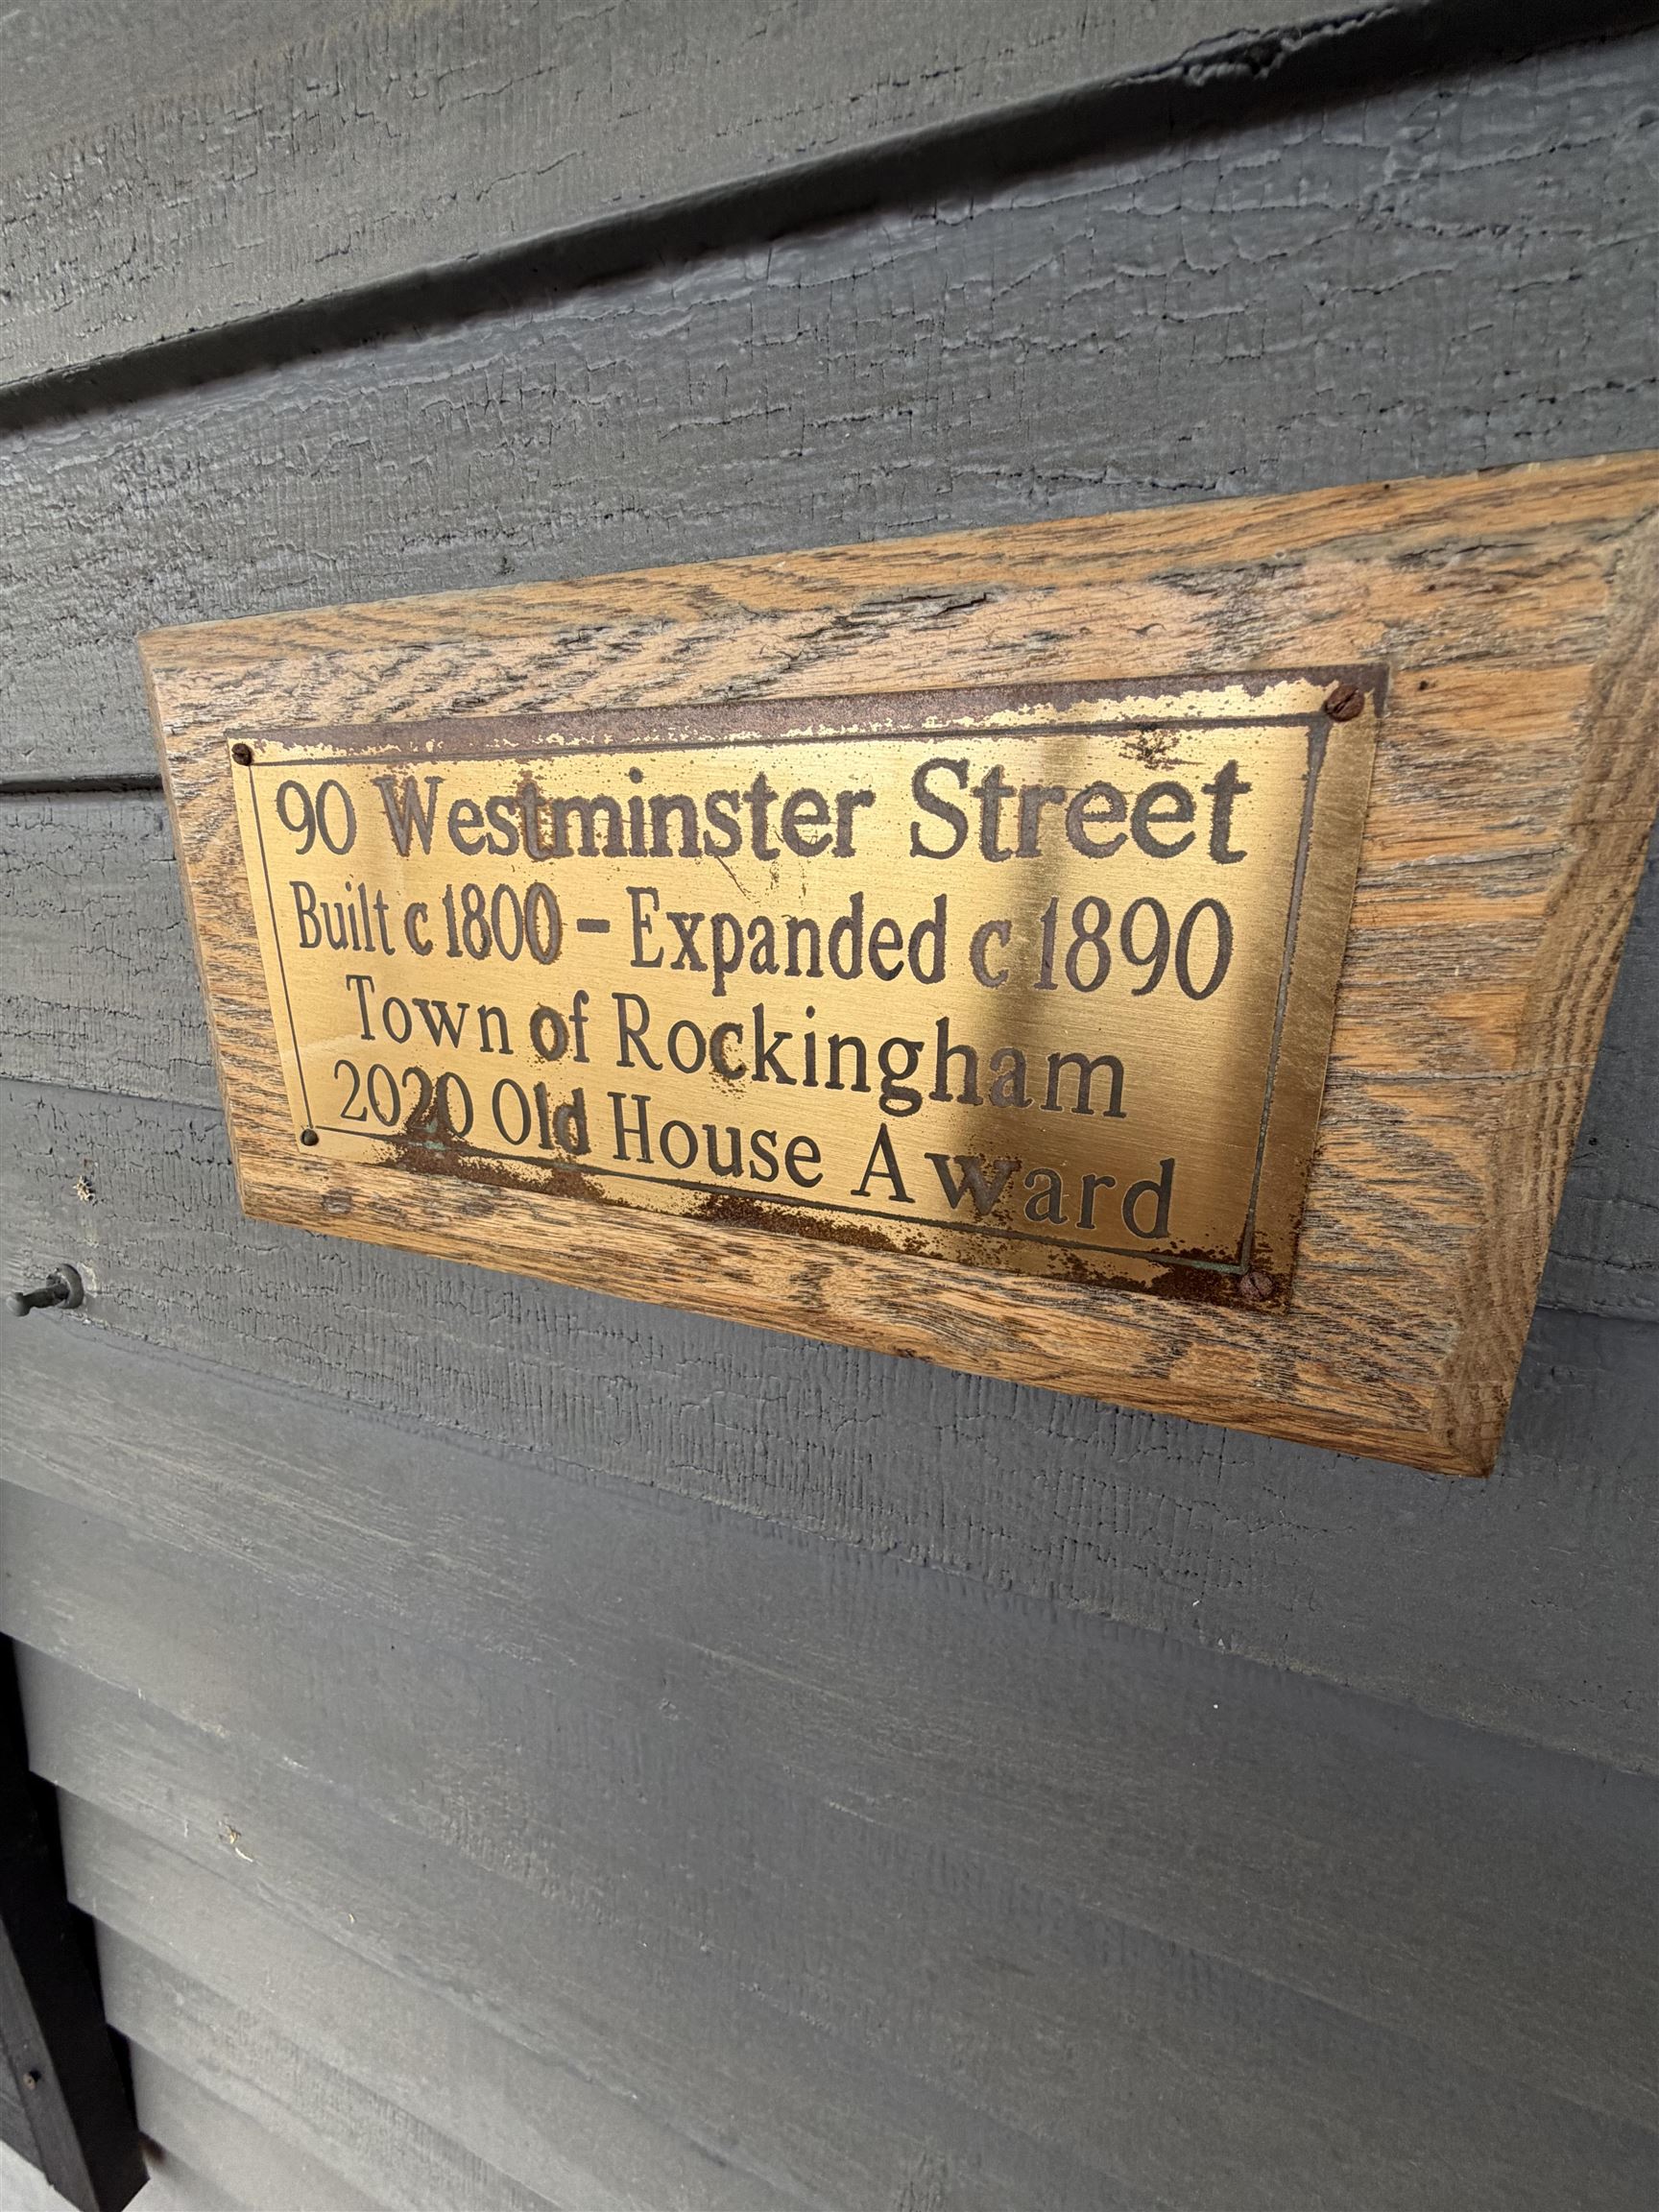 90 Westminster Street
Built c 1800 - Expanded c 1890
Town of Rockingham
2020 Old House Award